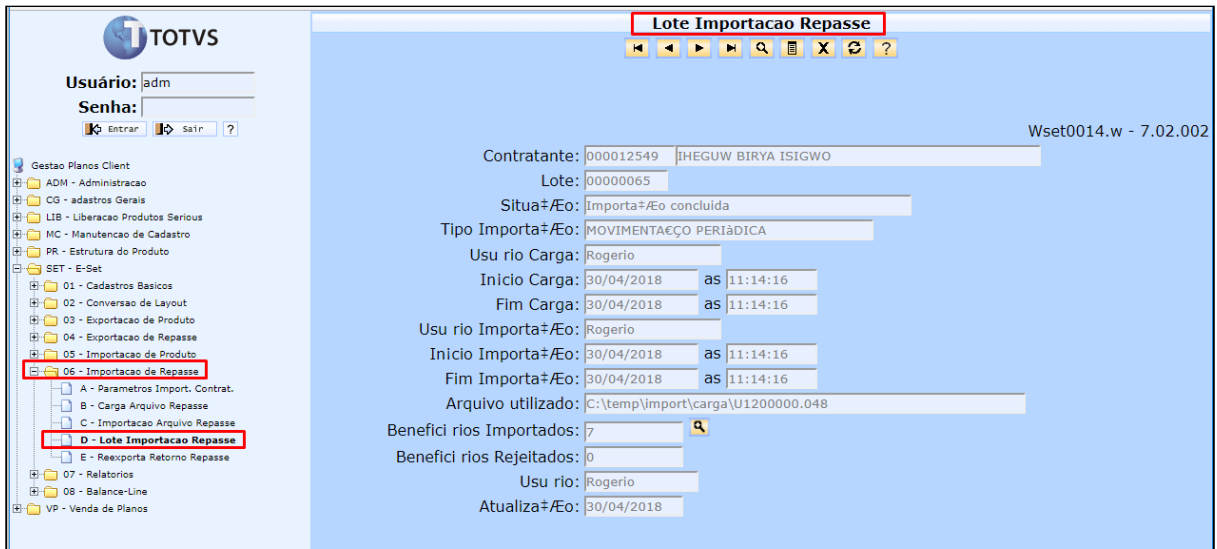 TOTVS
Usuário: adm
Senha:
Entrar Sair ?
Gestao Planos Client
ADM - Administracao
CG - adastros Gerais
LIB - Liberacao Produtos Serious
MC - Manutencao de Cadastro
PR - Estrutura do Produto
SET - E-Set
01 - Cadastros Basicos
02 - Conversao de Layout
03 - Exportacao de Produto
04 - Exportacao de Repasse
05 - Importacao de Produto
06 - Importacao de Repasse
A - Parametros Import. Contrat.
B - Carga Arquivo Repasse
C - Importacao Arquivo Repasse
D - Lote Importacao Repasse
E - Reexporta Retorno Repasse
07 - Relatorios
08 - Balance-Line
VP - Venda de Planos
Lote Importacao Repasse
X ?
Wset0014.w - 7.02.002
Contratante: 000012549 IHEGUW BIRYA ISIGWO
Lote: 00000065
Situa‡Æo: Importa‡Æo concluida
Tipo Importa‡Æo: MOVIMENTA€ÇO PERIàDICA
Usu rio Carga: Rogerio
Inicio Carga: 30/04/2018 as 11:14:16
Fim Carga: 30/04/2018 as 11:14:16
Usu rio Importa‡Æo: Rogerio
Inicio Importa‡Æo: 30/04/2018 as 11:14:16
Fim Importa‡Æo: 30/04/2018 as 11:14:16
Arquivo utilizado: C:\temp\import\carga\U1200000.048
Benefici rios Importados: 7
Benefici rios Rejeitados: 0
Usu rio: Rogerio
Atualiza‡Æo: 30/04/2018